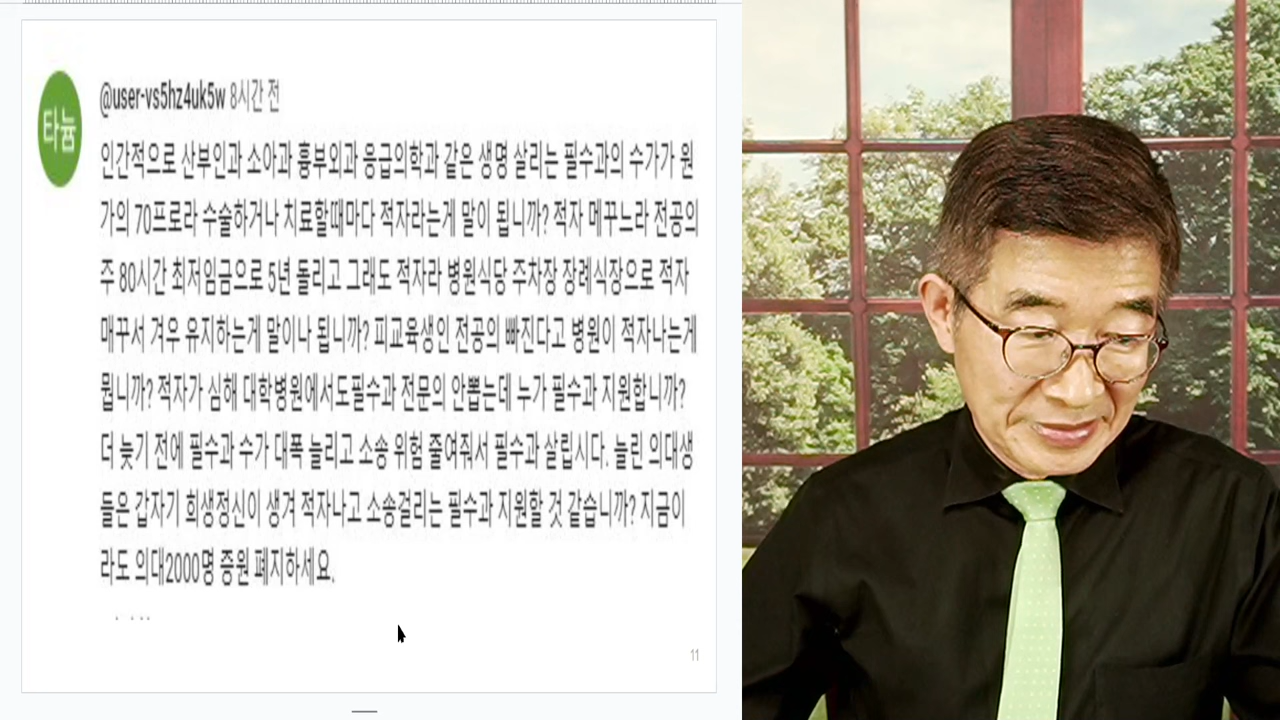 타늄
@user-vs5hz4uk5w 8시간 전
인간적으로 산부인과 소아과 흉부외과 응급의학과 같은 생명 살리는 필수과의 수가가 원
가의 70프로라 수술하거나 치료할때마다 적자라는게 말이 됩니까? 적자 메꾸느라 전공의
주 80시간 최저임금으로 5년 돌리고 그래도 적자라 병원식당 주차장 장례식장으로 적자
매꾸서 겨우 유지하는게 말이나 됩니까? 피교육생인 전공의 빠진다고 병원이 적자나는게
뭡니까? 적자가 심해 대학병원에서도필수과 전문의 안뽑는데 누가 필수과 지원합니까?
더 늦기 전에 필수과 수가 대폭 늘리고 소송 위험 줄여줘서 필수과 살립시다. 늘린 의대생
들은 갑자기 희생정신이 생겨 적자나고 소송걸리는 필수과 지원할 것 같습니까? 지금이
라도 의대2000명 증원 폐지하세요.
11